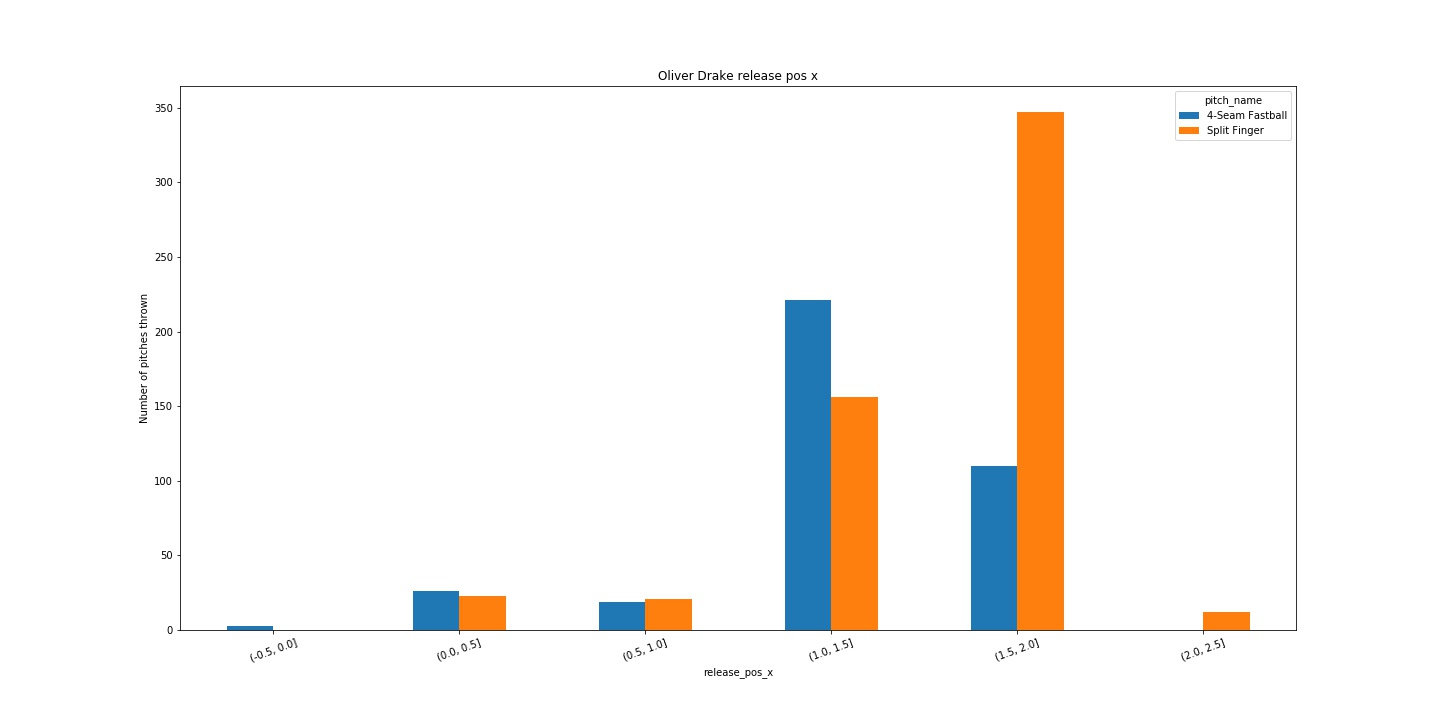 Oliver Drake release pos x
pitch_name
4-Seam Fastball
Split Finger
350
300
250
200
150
100
50
0
Number of pitches thrown
(-0.5, 0.0]
(0.0, 0.5]
(0.5, 1.0]
(1.0, 1.5]
(1.5, 2.0]
(2.0, 2.5]
release_pos_x